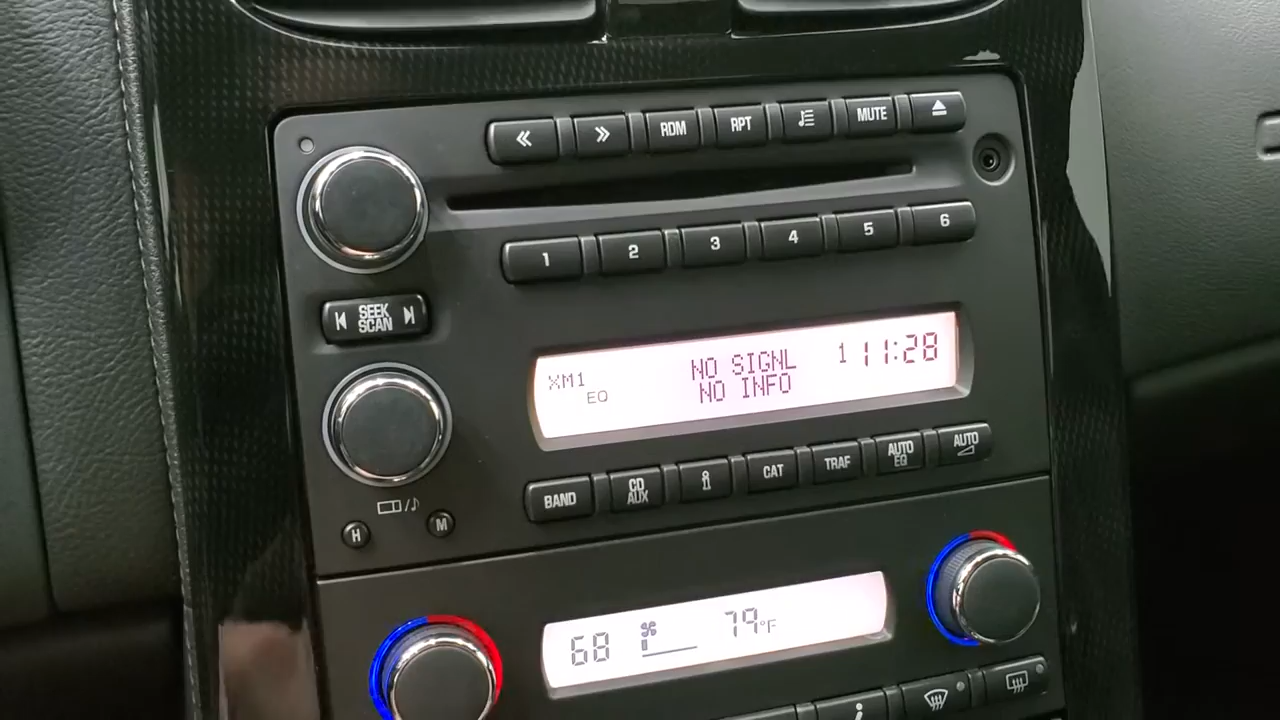 RDM RPT MUTE
1 2 3 4 5 6
SEEK
SCAN
XM1 NO SIGNL 1 11:28
EQ NO INFO
BAND CD AUX i CAT TRAF AUTO EQ AUTO
H M
68 79°F
i